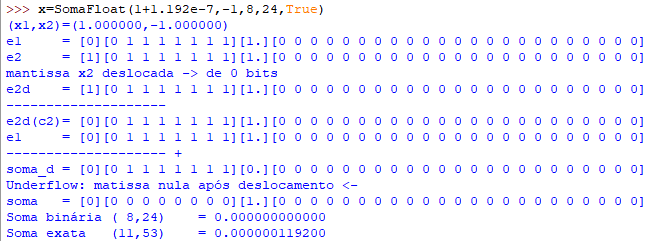 >>> x=SomaFloat(1+1.192e-7,-1,8,24,True)
(x1,x2)=(1.000000,-1.000000)
e1     = [0][0 1 1 1 1 1 1 1][1.][0 0 0 0 0 0 0 0 0 0 0 0 0 0 0 0 0 0 0 0 0 0 0]
e2     = [1][0 1 1 1 1 1 1 1][1.][0 0 0 0 0 0 0 0 0 0 0 0 0 0 0 0 0 0 0 0 0 0 0]
mantissa x2 deslocada -> de 0 bits
e2d    = [1][0 1 1 1 1 1 1 1][1.][0 0 0 0 0 0 0 0 0 0 0 0 0 0 0 0 0 0 0 0 0 0 0]
--------------------
e2d(c2)= [0][0 1 1 1 1 1 1 1][1.][0 0 0 0 0 0 0 0 0 0 0 0 0 0 0 0 0 0 0 0 0 0 0]
e1     = [0][0 1 1 1 1 1 1 1][1.][0 0 0 0 0 0 0 0 0 0 0 0 0 0 0 0 0 0 0 0 0 0 0]
-------------------- +
soma_d = [0][0 1 1 1 1 1 1 1][0.][0 0 0 0 0 0 0 0 0 0 0 0 0 0 0 0 0 0 0 0 0 0 0]
Underflow: matissa nula após deslocamento <-
soma   = [0][0 0 0 0 0 0 0 0][1.][0 0 0 0 0 0 0 0 0 0 0 0 0 0 0 0 0 0 0 0 0 0 0]
Soma binária ( 8,24)    = 0.000000000000
Soma exata   (11,53)    = 0.000000119200